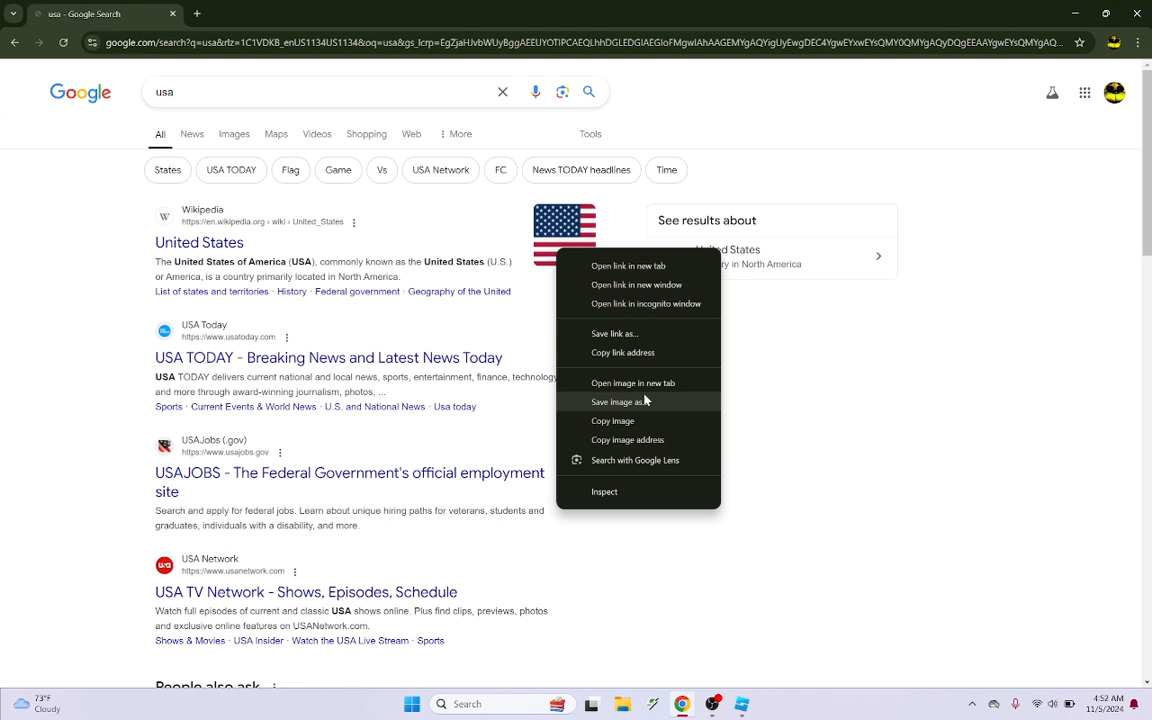 usa - Google Search
google.com/search?q=usa&rlz=1C1VDKB_enUS1134US1134&oq=usa&gs_lcrp=EgZjaHJvbWUyBggAEEUYOTIPCAEQLhhDGLEDGIAEGIoFMgwIAhAAGEMYgAQYigUyEwgDEC4YgwEYxwEYsQMY0QMYgAQyDQgEEAAYgwEYsQMYgAQ...
Google
usa
All
News
Images
Maps
Videos
Shopping
Web
More
Tools
States
USA TODAY
Flag
Game
Vs
USA Network
FC
News TODAY headlines
Time
W
Wikipedia
https://en.wikipedia.org › wiki › United_States
United States
The United States of America (USA), commonly known as the United States (U.S.)
or America, is a country primarily located in North America.
List of states and territories · History · Federal government · Geography of the United
See results about
United States
ry in North America
USA Today
https://www.usatoday.com
USA TODAY - Breaking News and Latest News Today
USA TODAY delivers current national and local news, sports, entertainment, finance, technology
and more through award-winning journalism, photos, ...
Sports · Current Events & World News · U.S. and National News · Usa today
USAJobs (.gov)
https://www.usajobs.gov
USAJOBS - The Federal Government's official employment
site
Search and apply for federal jobs. Learn about unique hiring paths for veterans, students and
graduates, individuals with a disability, and more.
usa
USA Network
https://www.usanetwork.com
USA TV Network - Shows, Episodes, Schedule
Watch full episodes of current and classic USA shows online. Plus find clips, previews, photos
and exclusive online features on USANetwork.com.
Shows & Movies · USA Insider · Watch the USA Live Stream · Sports
People also ask
Open link in new tab
Open link in new window
Open link in incognito window
Save link as...
Copy link address
Open image in new tab
Save image as...
Copy image
Copy image address
Search with Google Lens
Inspect
73°F
Cloudy
Search
4:52 AM
11/5/2024